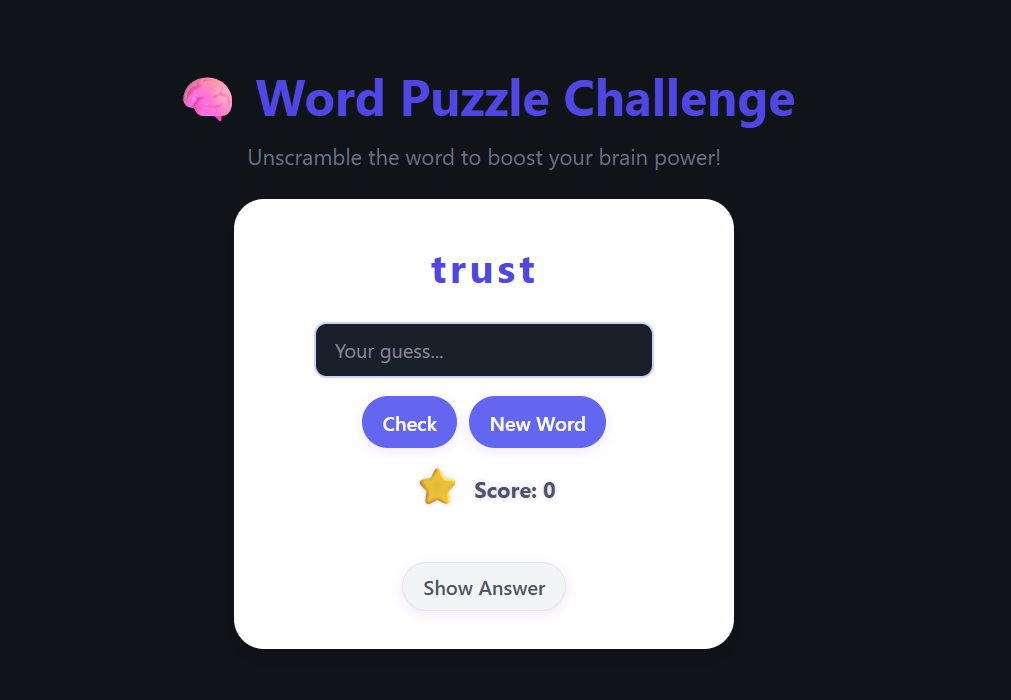 Word Puzzle Challenge
Unscramble the word to boost your brain power!
trust
Your guess...
Check New Word
Score: 0
Show Answer